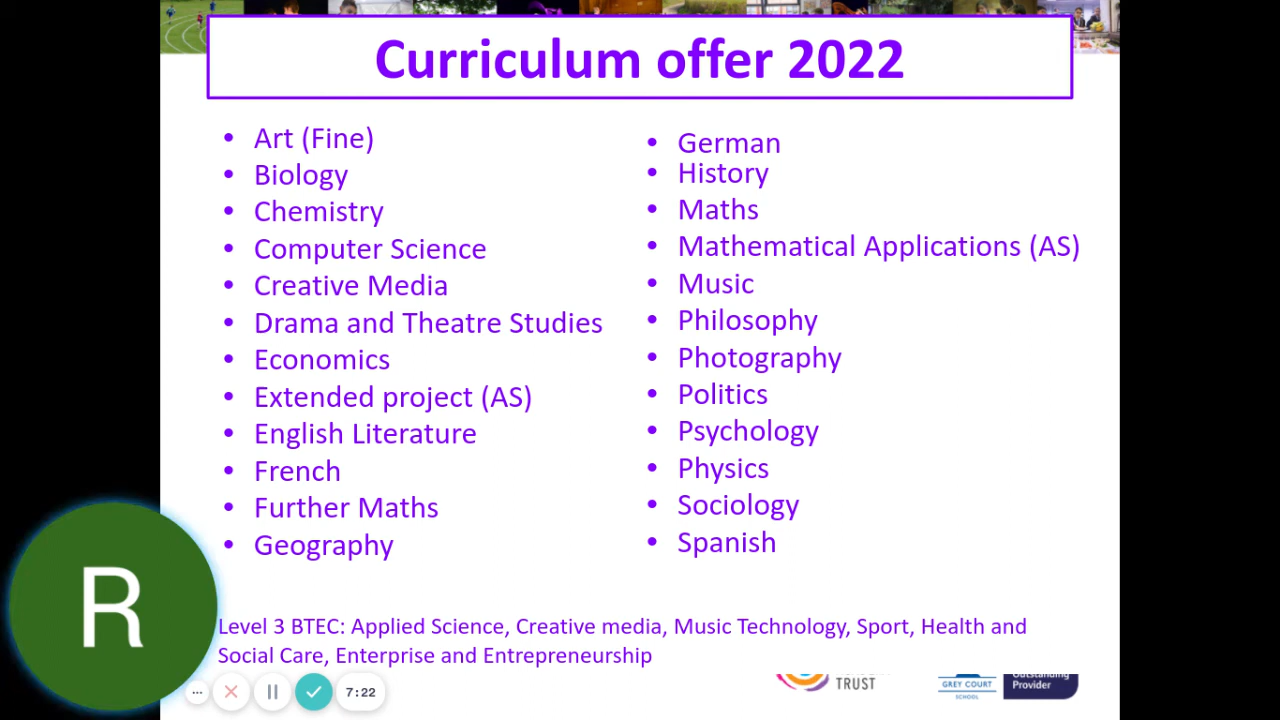 Curriculum offer 2022
• Art (Fine)
• Biology
• Chemistry
• Computer Science
• Creative Media
• Drama and Theatre Studies
• Economics
• Extended project (AS)
• English Literature
• French
• Further Maths
• Geography
• German
• History
• Maths
• Mathematical Applications (AS)
• Music
• Philosophy
• Photography
• Politics
• Psychology
• Physics
• Sociology
• Spanish
Level 3 BTEC: Applied Science, Creative media, Music Technology, Sport, Health and
Social Care, Enterprise and Entrepreneurship
R
7:22
TRUST
GREY COURT
SCHOOL
Outstanding
Provider